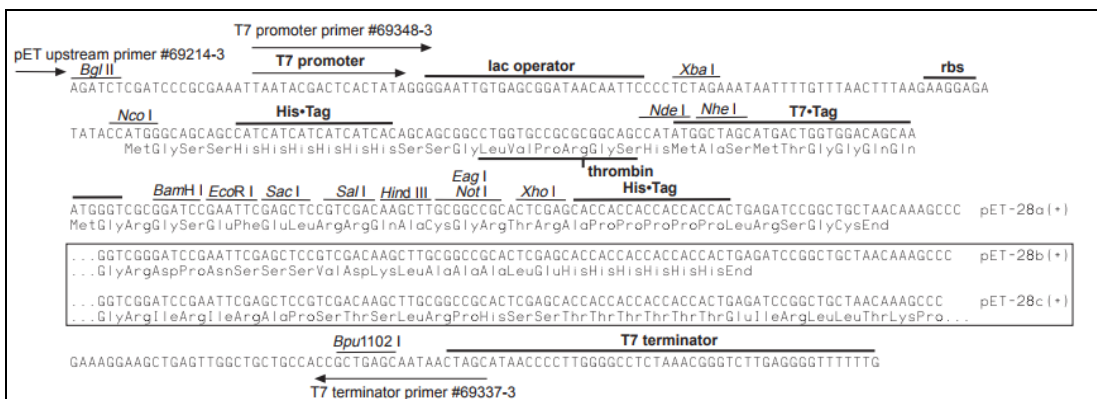 T7 promoter primer #69348-3
pET upstream primer #69214-3
Bgl II T7 promoter lac operator Xba I rbs
AGATCTCGATCCCGCGAAATTAATACGACTCACTATAGGGGAATTGTGAGCGGATAACAATTCCCCTCTAGAAATAATTTTGTTTAACTTTAAGAAGGAGA
Nco I His•Tag Nde I Nhe I T7•Tag
TATACCATGGGCAGCAGCCATCATCATCATCATCACAGCAGCGGCCTGGTGCCGCGCGGCAGCCATATGGCTAGCATGACTGGTGGACAGCAA
MetGlySerSerHisHisHisHisHisHisSerSerGlyLeuValProArgGlySerHisMetAlaSerMetThrGlyGlyGlnGln
thrombin
BamH I EcoR I Sac I Sal I Hind III Eag I Not I Xho I His•Tag
ATGGGTCGCGGATCCGAATTCGAGCTCCGTCGACAAGCTTGCGGCCGCACTCGAGCACCACCACCACCACCACTGAGATCCGGCTGCTAACAAAGCCC pET-28a(+)
MetGlyArgGlySerGluPheGluLeuArgArgGlnAlaCysGlyArgThrArgAlaProProProProProProLeuArgSerGlyCysEnd
...GGTCGGGATCCGAATTCGAGCTCCGTCGACAAGCTTGCGGCCGCACTCGAGCACCACCACCACCACCACTGAGATCCGGCTGCTAACAAAGCCC pET-28b(+)
...GlyArgAspProAsnSerSerSerValAspLysLeuAlaAlaAlaLeuGluHisHisHisHisHisHisEnd
...GGTCGGATCCGAATTCGAGCTCCGTCGACAAGCTTGCGGCCGCACTCGAGCACCACCACCACCACCACTGAGATCCGGCTGCTAACAAAGCCC pET-28c(+)
...GlyArgIleArgIleArgAlaProSerThrSerLeuArgProHisSerSerThrThrThrThrThrThrGluIleArgLeuLeuThrLysPro...
Bpu1102 I T7 terminator
GAAAGGAAGCTGAGTTGGCTGCTGCCACCGCTGAGCAATAACTAGCATAACCCCTTGGGGCCTCTAAACGGGTCTTGAGGGGTTTTTTG
T7 terminator primer #69337-3